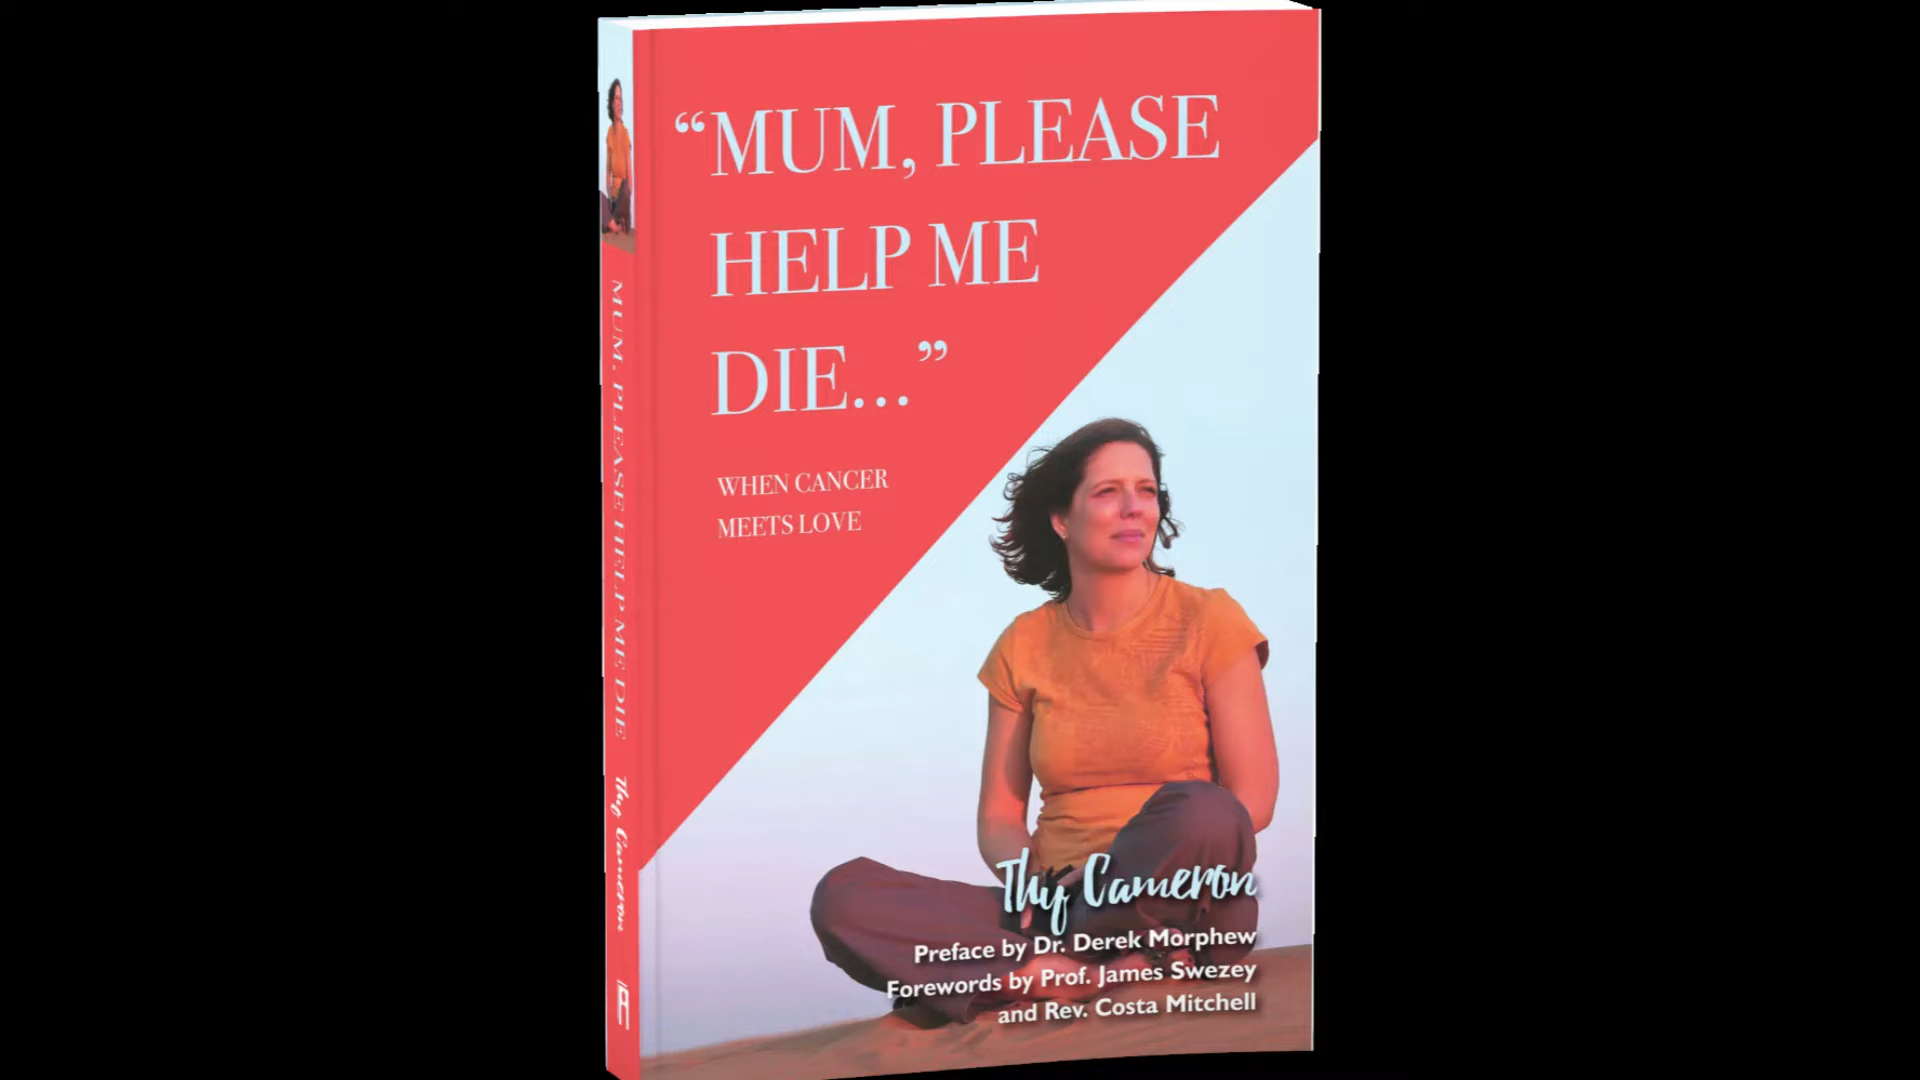 “MUM, PLEASE
HELP ME
DIE...”
WHEN CANCER
MEETS LOVE
Thy Cameron
Preface by Dr. Derek Morphew
Forewords by Prof. James Swezey
and Rev. Costa Mitchell
MUM, PLEASE HELP ME DIE
Thy Cameron